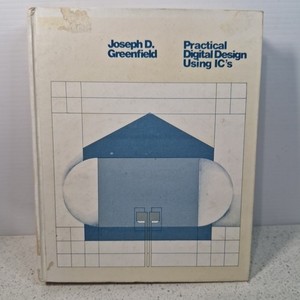 Joseph D.
Greenfield
Practical
Digital Design
Using IC's